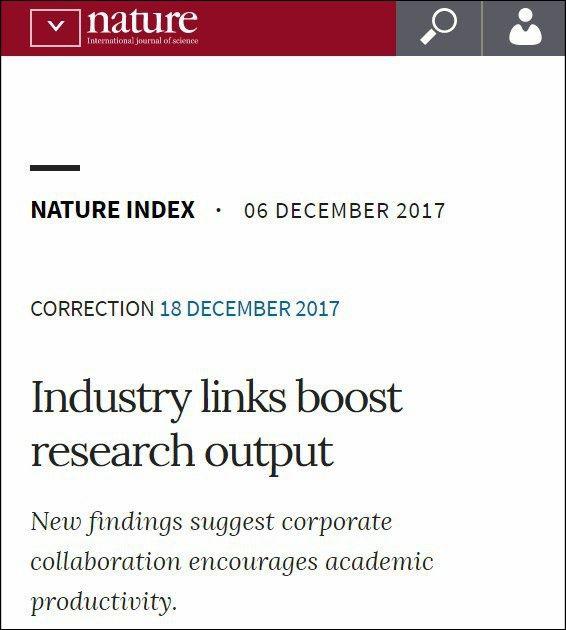 nature
International journal of science
NATURE INDEX · 06 DECEMBER 2017
CORRECTION 18 DECEMBER 2017
Industry links boost
research output
New findings suggest corporate
collaboration encourages academic
productivity.